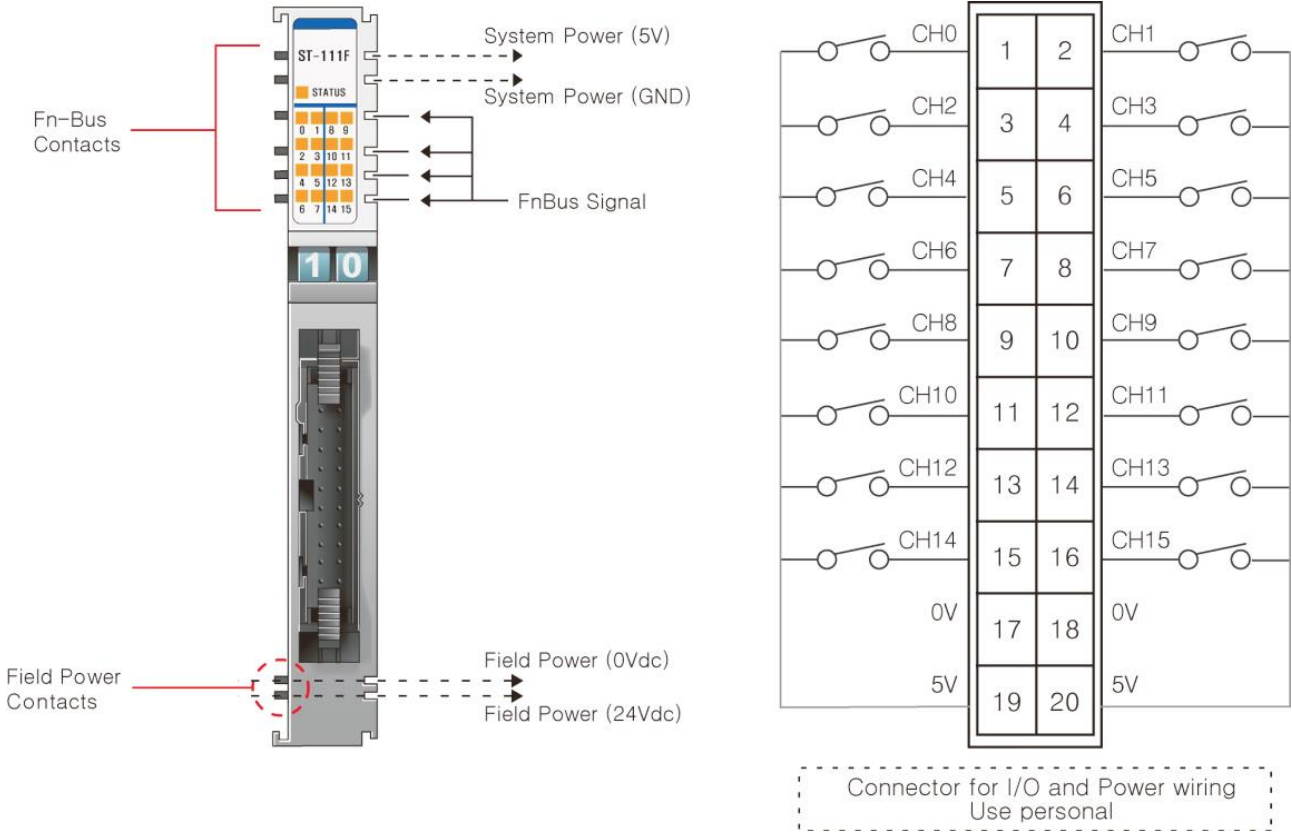 System Power (5V)
ST-111F
STATUS
System Power (GND)
Fn-Bus
Contacts
0 1 8 9
2 3 10 11
4 5 12 13
6 7 14 15
FnBus Signal
1 0
Field Power
Contacts
Field Power (0Vdc)
Field Power (24Vdc)
CH0 1 2 CH1
CH2 3 4 CH3
CH4 5 6 CH5
CH6 7 8 CH7
CH8 9 10 CH9
CH10 11 12 CH11
CH12 13 14 CH13
CH14 15 16 CH15
0V 17 18 0V
5V 19 20 5V
Connector for I/O and Power wiring
Use personal